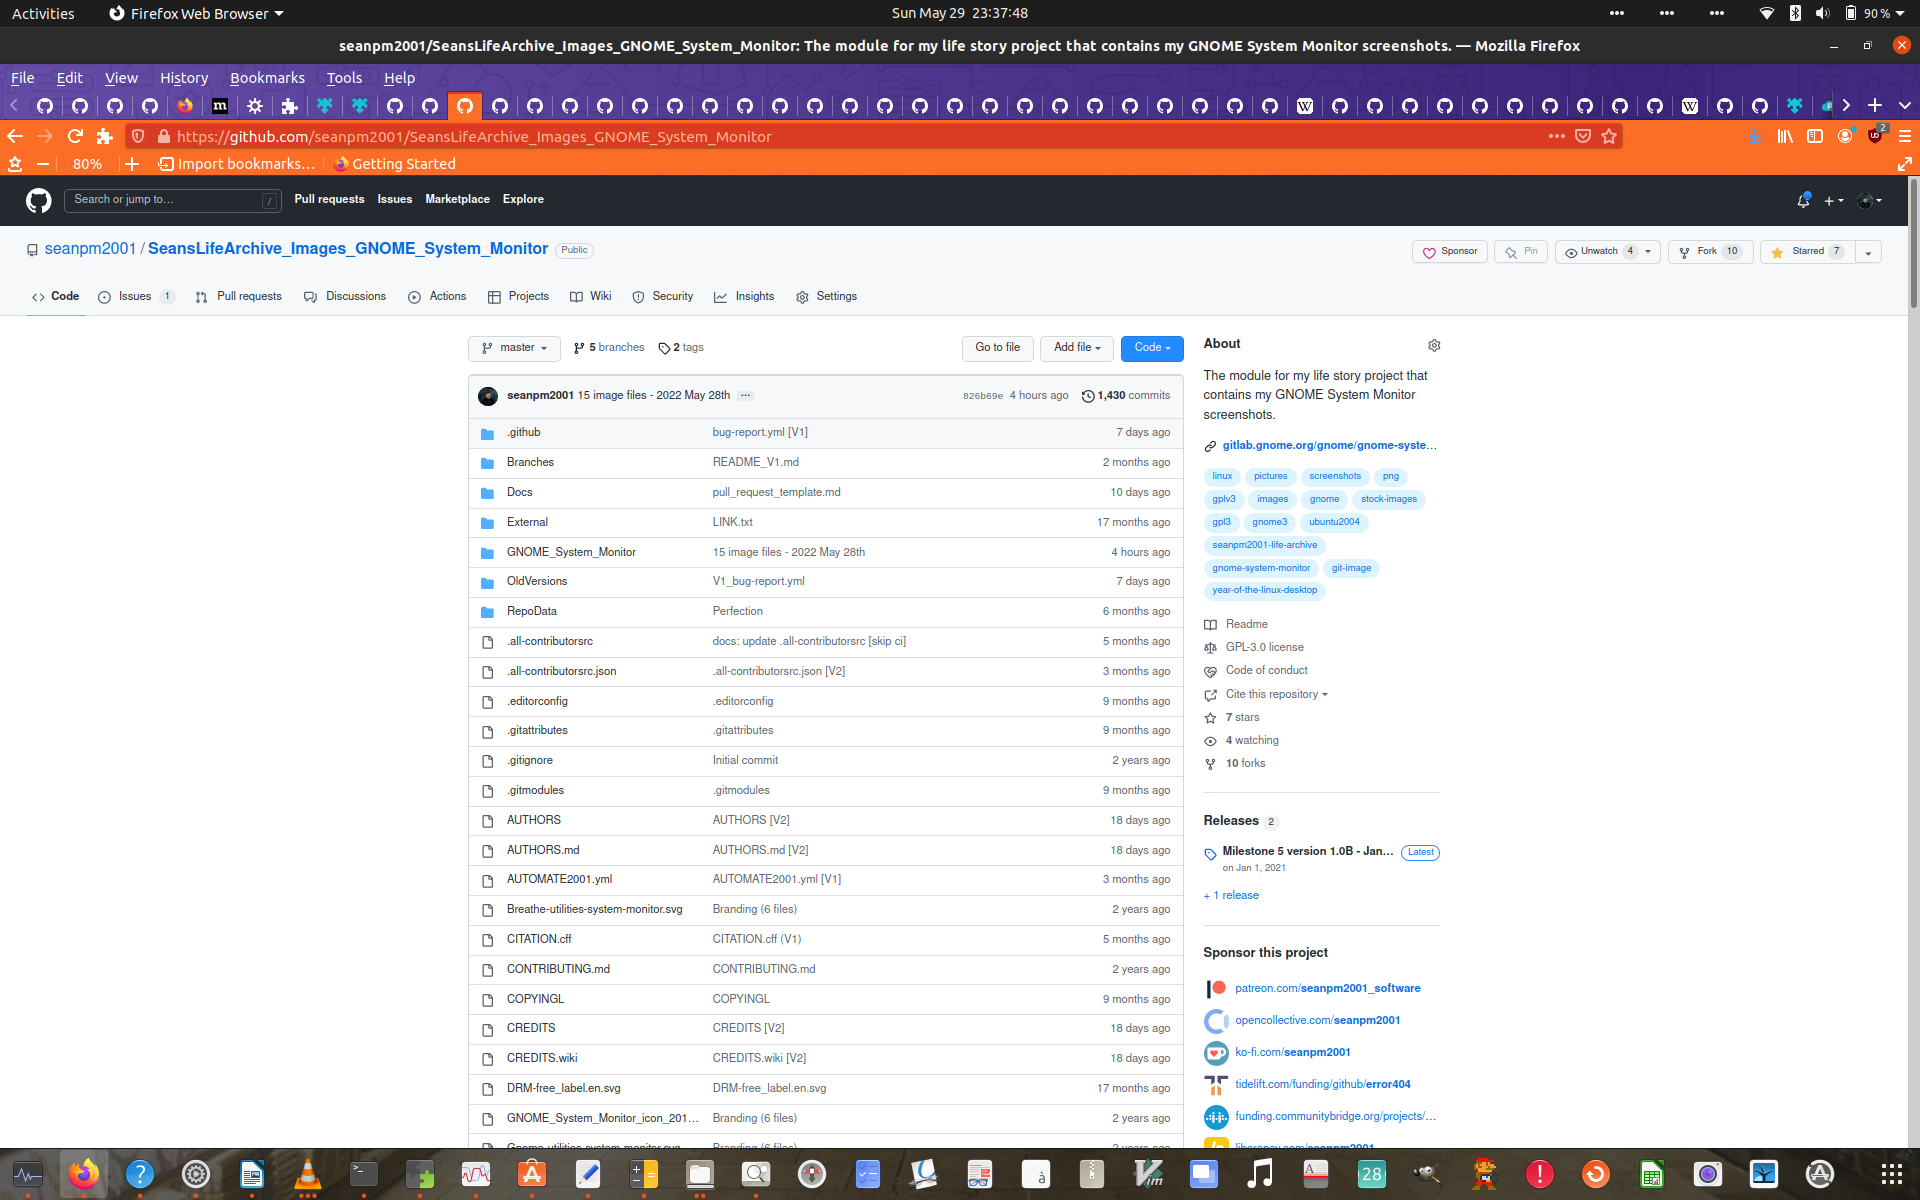 Activities
Firefox Web Browser
Sun May 29 23:37:48
90 %
seanpm2001/SeansLifeArchive_Images_GNOME_System_Monitor: The module for my life story project that contains my GNOME System Monitor screenshots. — Mozilla Firefox
File Edit View History Bookmarks Tools Help
https://github.com/seanpm2001/SeansLifeArchive_Images_GNOME_System_Monitor
2
80%
Import bookmarks...
Getting Started
Search or jump to...
/
Pull requests Issues Marketplace Explore
seanpm2001 / SeansLifeArchive_Images_GNOME_System_Monitor Public
Sponsor
Pin
Unwatch 4
Fork 10
Starred 7
Code
Issues 1
Pull requests
Discussions
Actions
Projects
Wiki
Security
Insights
Settings
master
5 branches
2 tags
Go to file
Add file
Code
seanpm2001 15 image files - 2022 May 28th ...
826b69e 4 hours ago
1,430 commits
.github bug-report.yml [V1] 7 days ago
Branches README_V1.md 2 months ago
Docs pull_request_template.md 10 days ago
External LINK.txt 17 months ago
GNOME_System_Monitor 15 image files - 2022 May 28th 4 hours ago
OldVersions V1_bug-report.yml 7 days ago
RepoData Perfection 6 months ago
.all-contributorsrc docs: update .all-contributorsrc [skip ci] 5 months ago
.all-contributorsrc.json .all-contributorsrc.json [V2] 3 months ago
.editorconfig .editorconfig 9 months ago
.gitattributes .gitattributes 9 months ago
.gitignore Initial commit 2 years ago
.gitmodules .gitmodules 9 months ago
AUTHORS AUTHORS [V2] 18 days ago
AUTHORS.md AUTHORS.md [V2] 18 days ago
AUTOMATE2001.yml AUTOMATE2001.yml [V1] 3 months ago
Breathe-utilities-system-monitor.svg Branding (6 files) 2 years ago
CITATION.cff CITATION.cff (V1) 5 months ago
CONTRIBUTING.md CONTRIBUTING.md 2 years ago
COPYINGL COPYINGL 9 months ago
CREDITS CREDITS [V2] 18 days ago
CREDITS.wiki CREDITS.wiki [V2] 18 days ago
DRM-free_label.en.svg DRM-free_label.en.svg 17 months ago
GNOME_System_Monitor_icon_201... Branding (6 files) 2 years ago
Gnome-utilities-system-monitor.svg Branding (6 files) 2 years ago
About
The module for my life story project that
contains my GNOME System Monitor
screenshots.
gitlab.gnome.org/gnome/gnome-syste...
linux pictures screenshots png
gplv3 images gnome stock-images
gpl3 gnome3 ubuntu2004
seanpm2001-life-archive
gnome-system-monitor git-image
year-of-the-linux-desktop
Readme
GPL-3.0 license
Code of conduct
Cite this repository
7 stars
4 watching
10 forks
Releases 2
Milestone 5 version 1.0B - Jan... Latest
on Jan 1, 2021
+ 1 release
Sponsor this project
patreon.com/seanpm2001_software
opencollective.com/seanpm2001
ko-fi.com/seanpm2001
tidelift.com/funding/github/error404
funding.communitybridge.org/projects/...
liberapay.com/seanpm2001
28